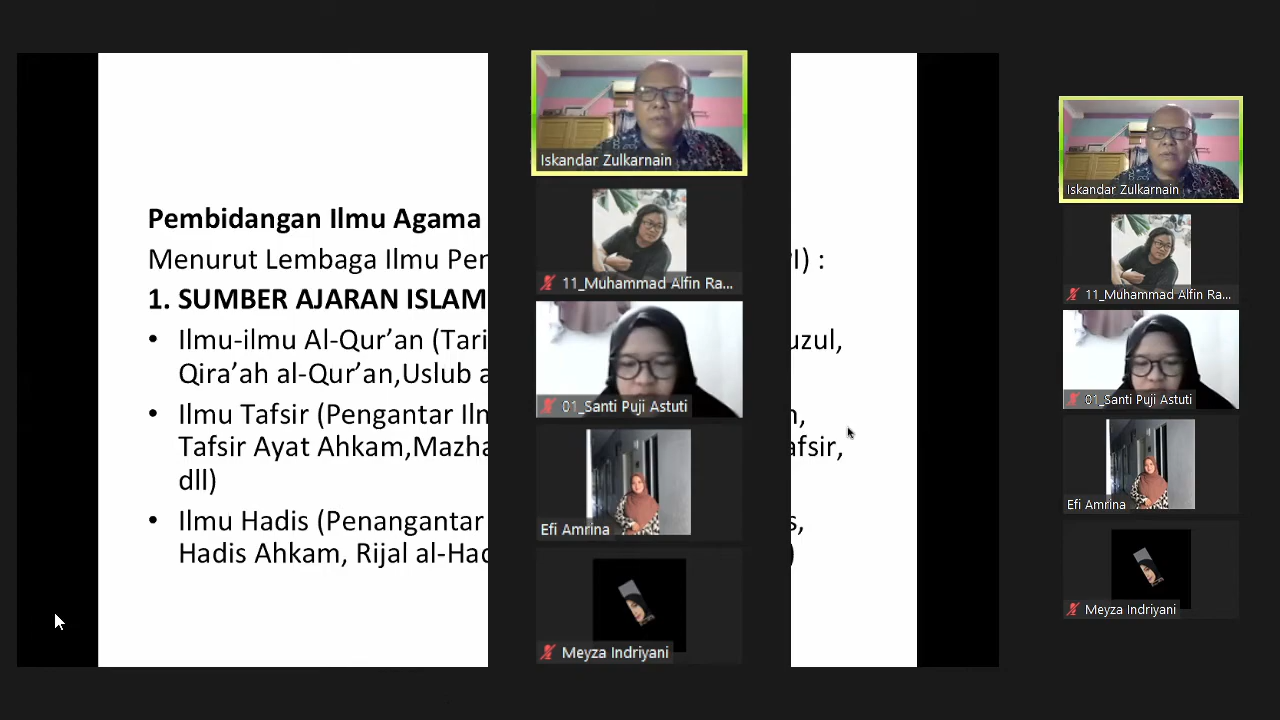 Pembidangan Ilmu Agama
Menurut Lembaga Ilmu Pen I) :
1. SUMBER AJARAN ISLAM
• Ilmu-ilmu Al-Qur’an (Tari uzul,
Qira’ah al-Qur’an,Uslub a
• Ilmu Tafsir (Pengantar Iln n,
Tafsir Ayat Ahkam,Mazha afsir,
dll)
• Ilmu Hadis (Penangantar s,
Hadis Ahkam, Rijal al-Had )
Iskandar Zulkarnain
11_Muhammad Alfin Ra...
01_Santi Puji Astuti
Efi Amrina
Meyza Indriyani
Iskandar Zulkarnain
11_Muhammad Alfin Ra...
01_Santi Puji Astuti
Efi Amrina
Meyza Indriyani